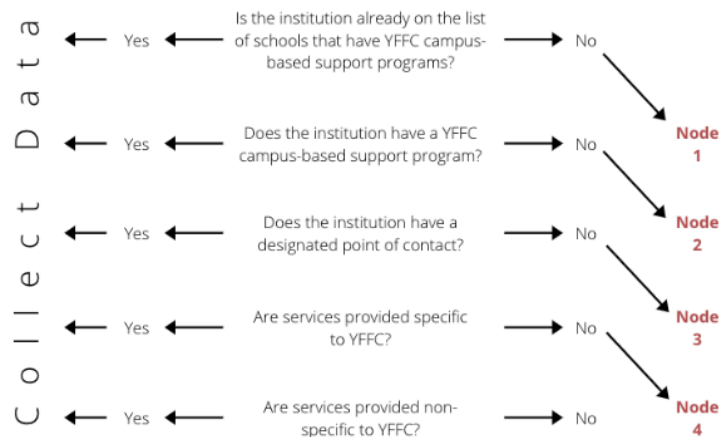 Collect Data
Is the institution already on the list
of schools that have YFFC campus-
based support programs?
Yes
No
Node
1
Does the institution have a YFFC
campus-based support program?
Yes
No
Node
2
Does the institution have a
designated point of contact?
Yes
No
Node
3
Are services provided specific
to YFFC?
Yes
No
Node
4
Are services provided non-
specific to YFFC?
Yes
No